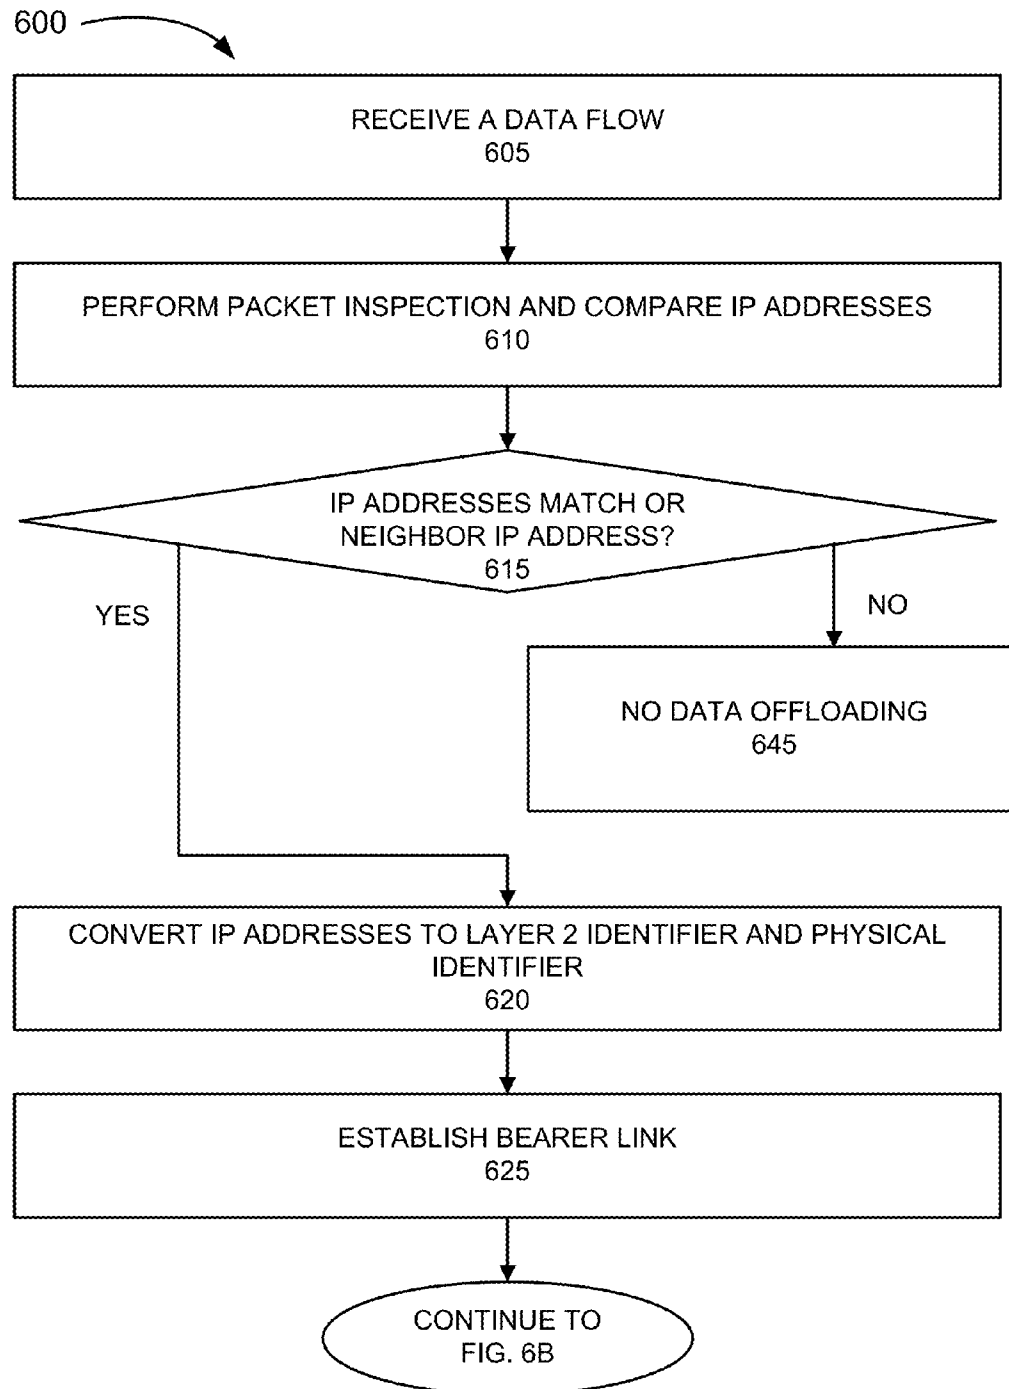 600
RECEIVE A DATA FLOW
605
PERFORM PACKET INSPECTION AND COMPARE IP ADDRESSES
610
IP ADDRESSES MATCH OR
NEIGHBOR IP ADDRESS?
615
YES
NO
NO DATA OFFLOADING
645
CONVERT IP ADDRESSES TO LAYER 2 IDENTIFIER AND PHYSICAL
IDENTIFIER
620
ESTABLISH BEARER LINK
625
CONTINUE TO
FIG. 6B